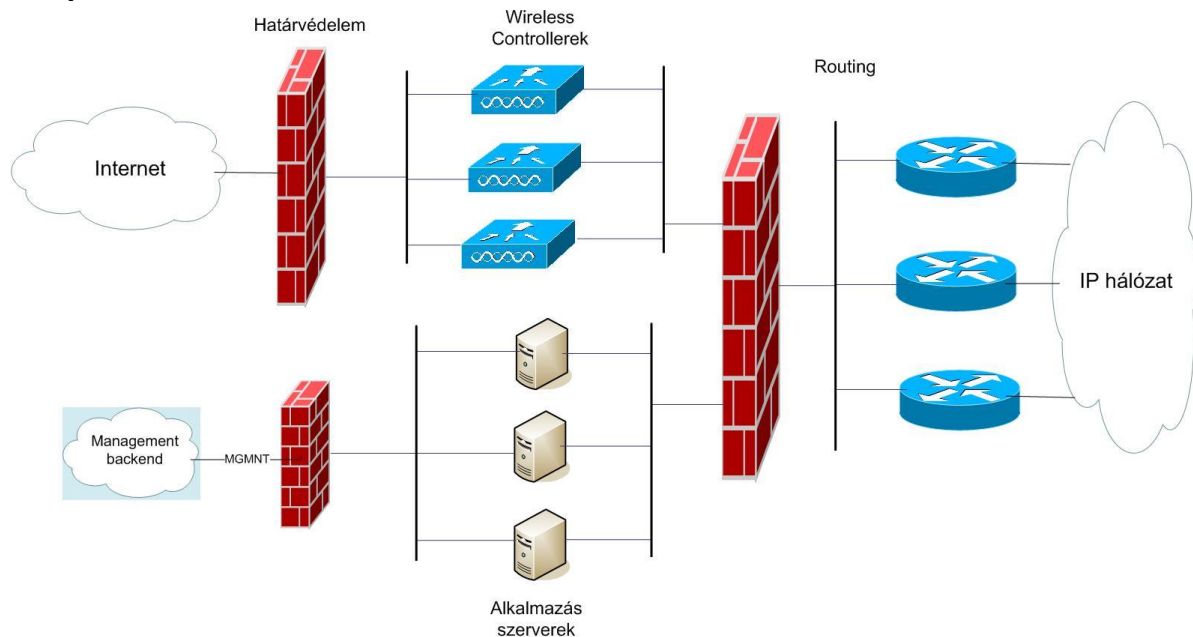 Határvédelem
Wireless
Controllerek
Routing
Internet
IP hálózat
Management
backend
MGMNT
Alkalmazás
szerverek